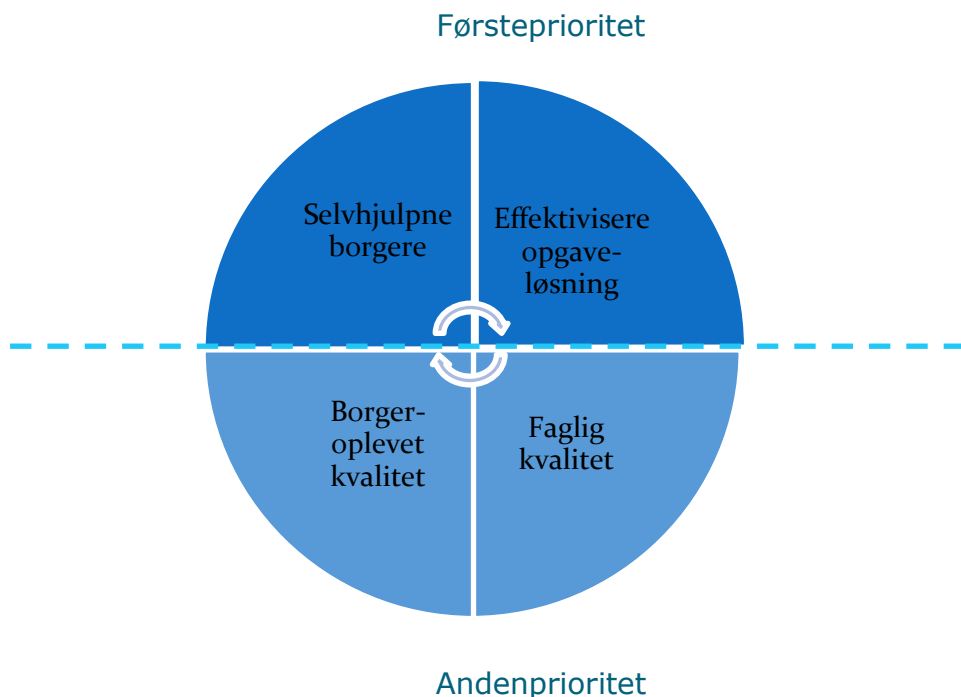 Førsteprioritet
Selvhjulpne
borgere
Effektivisere
opgave-
løsning
Borger-
oplevet
kvalitet
Faglig
kvalitet
Andenprioritet